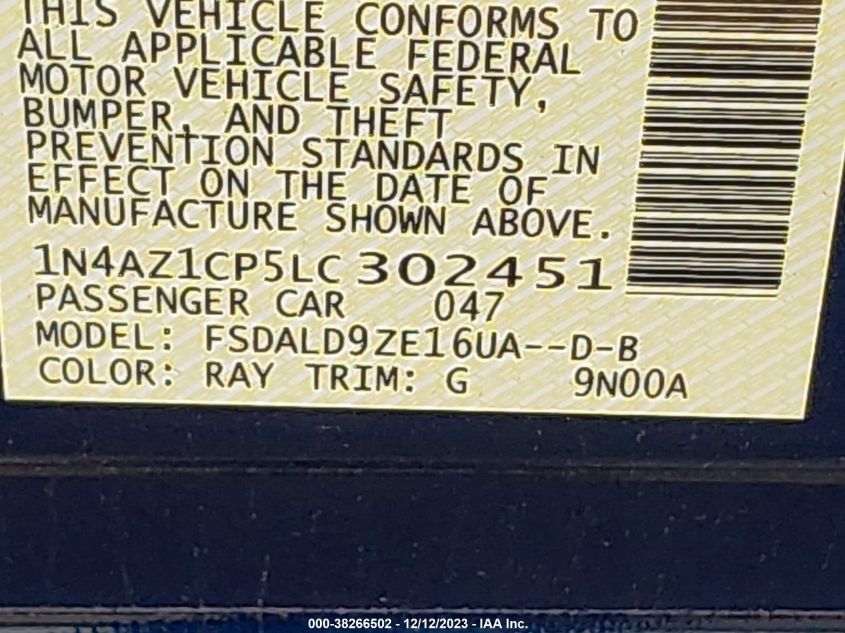 THIS VEHICLE CONFORMS TO
ALL APPLICABLE FEDERAL
MOTOR VEHICLE SAFETY,
BUMPER, AND THEFT
PREVENTION STANDARDS IN
EFFECT ON THE DATE OF
MANUFACTURE SHOWN ABOVE.
1N4AZ1CP5LC302451
PASSENGER CAR 047
MODEL: FSDALD9ZE16UA--D-B
COLOR: RAY TRIM: G 9N00A
000-38266502 - 12/12/2023 - IAA Inc.